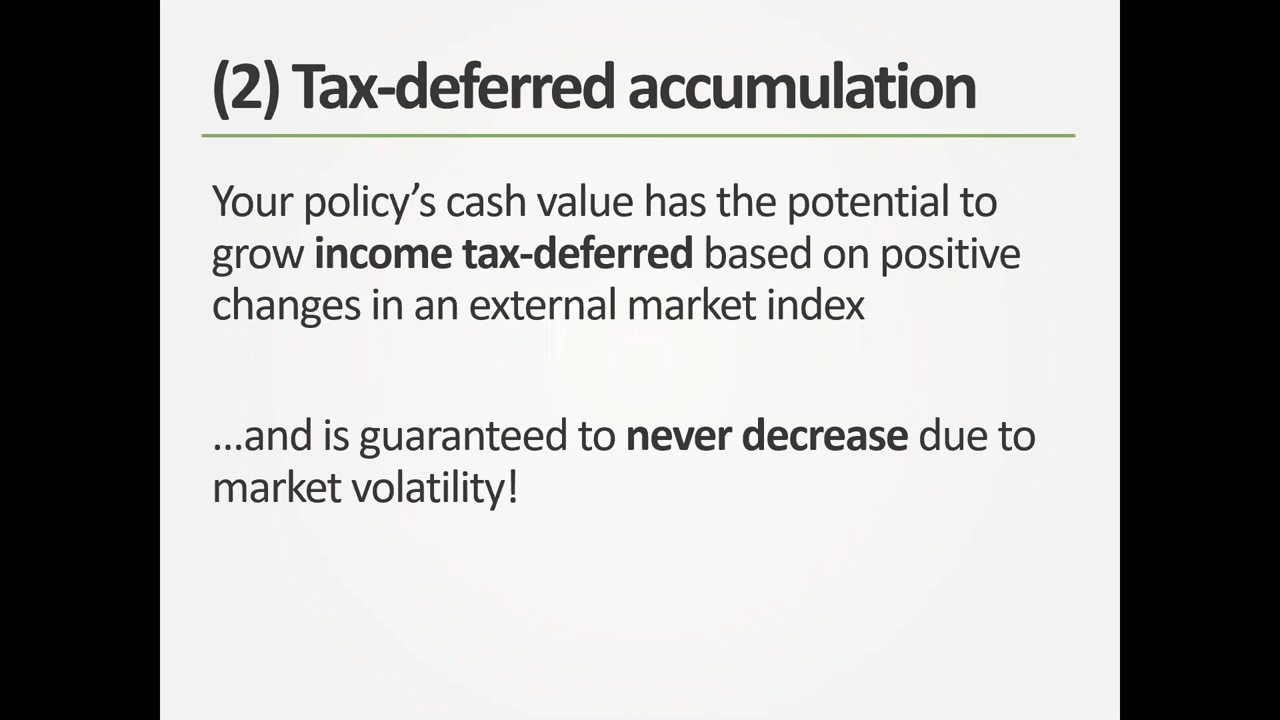 (2) Tax-deferred accumulation
Your policy’s cash value has the potential to
grow income tax-deferred based on positive
changes in an external market index
...and is guaranteed to never decrease due to
market volatility!